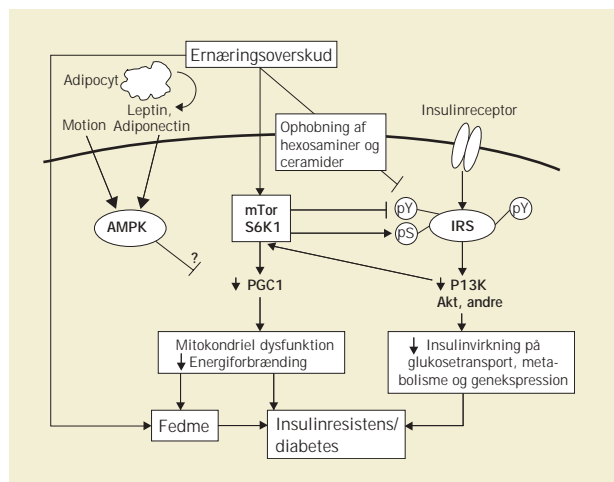 Ernæringsoverskud
Adipocyt
Leptin,
Adiponectin
Motion
Insulinreceptor
Ophobning af
hexosaminer og
ceramider
AMPK
?
mTor
S6K1
pY
pS
IRS
pY
PGC1
P13K
Akt, andre
Mitokondriel dysfunktion
Energiforbrænding
Insulinvirkning på
glukosetransport, meta-
bolisme og genekspression
Fedme
Insulinresistens/
diabetes